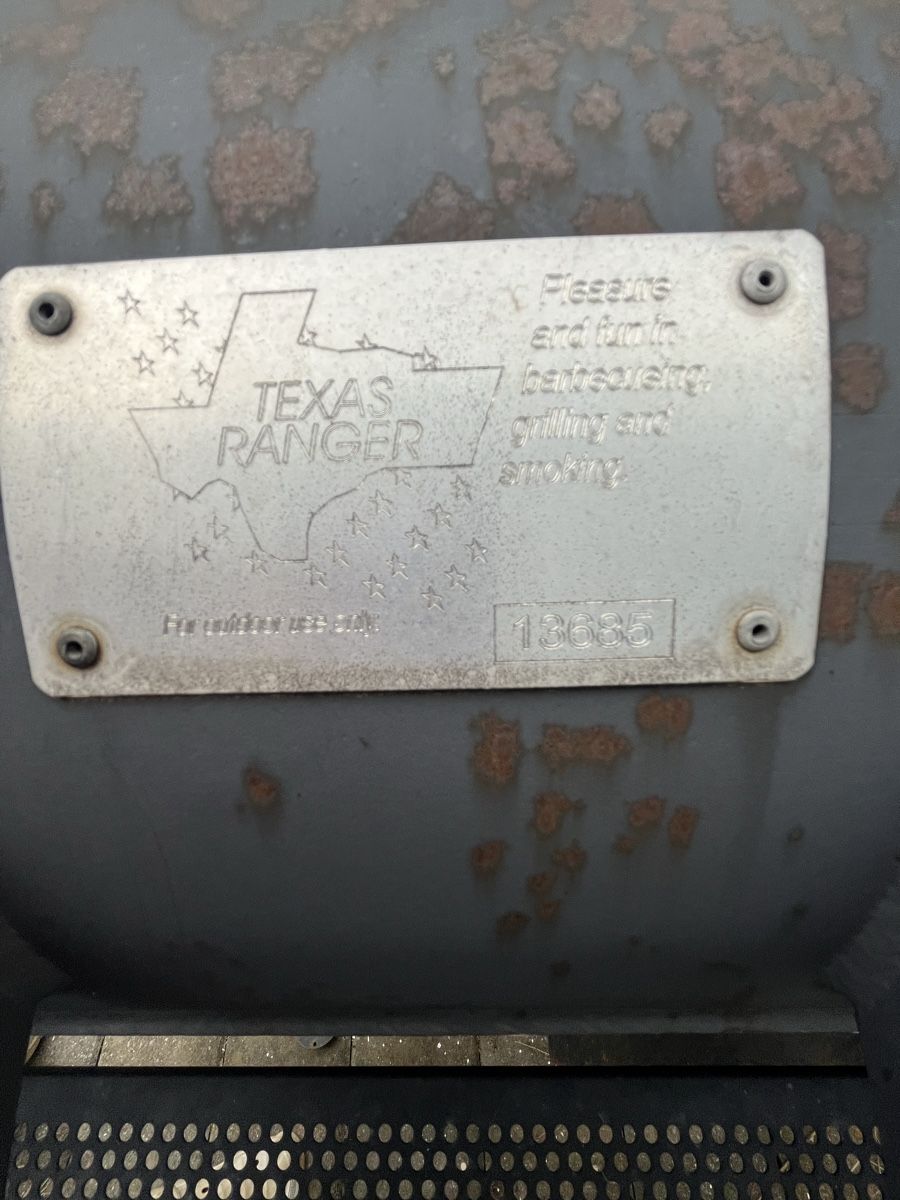 TEXAS
RANGER
Pleasure
and fun in
barbecueing,
grilling and
smoking.
For outdoor use only.
13685